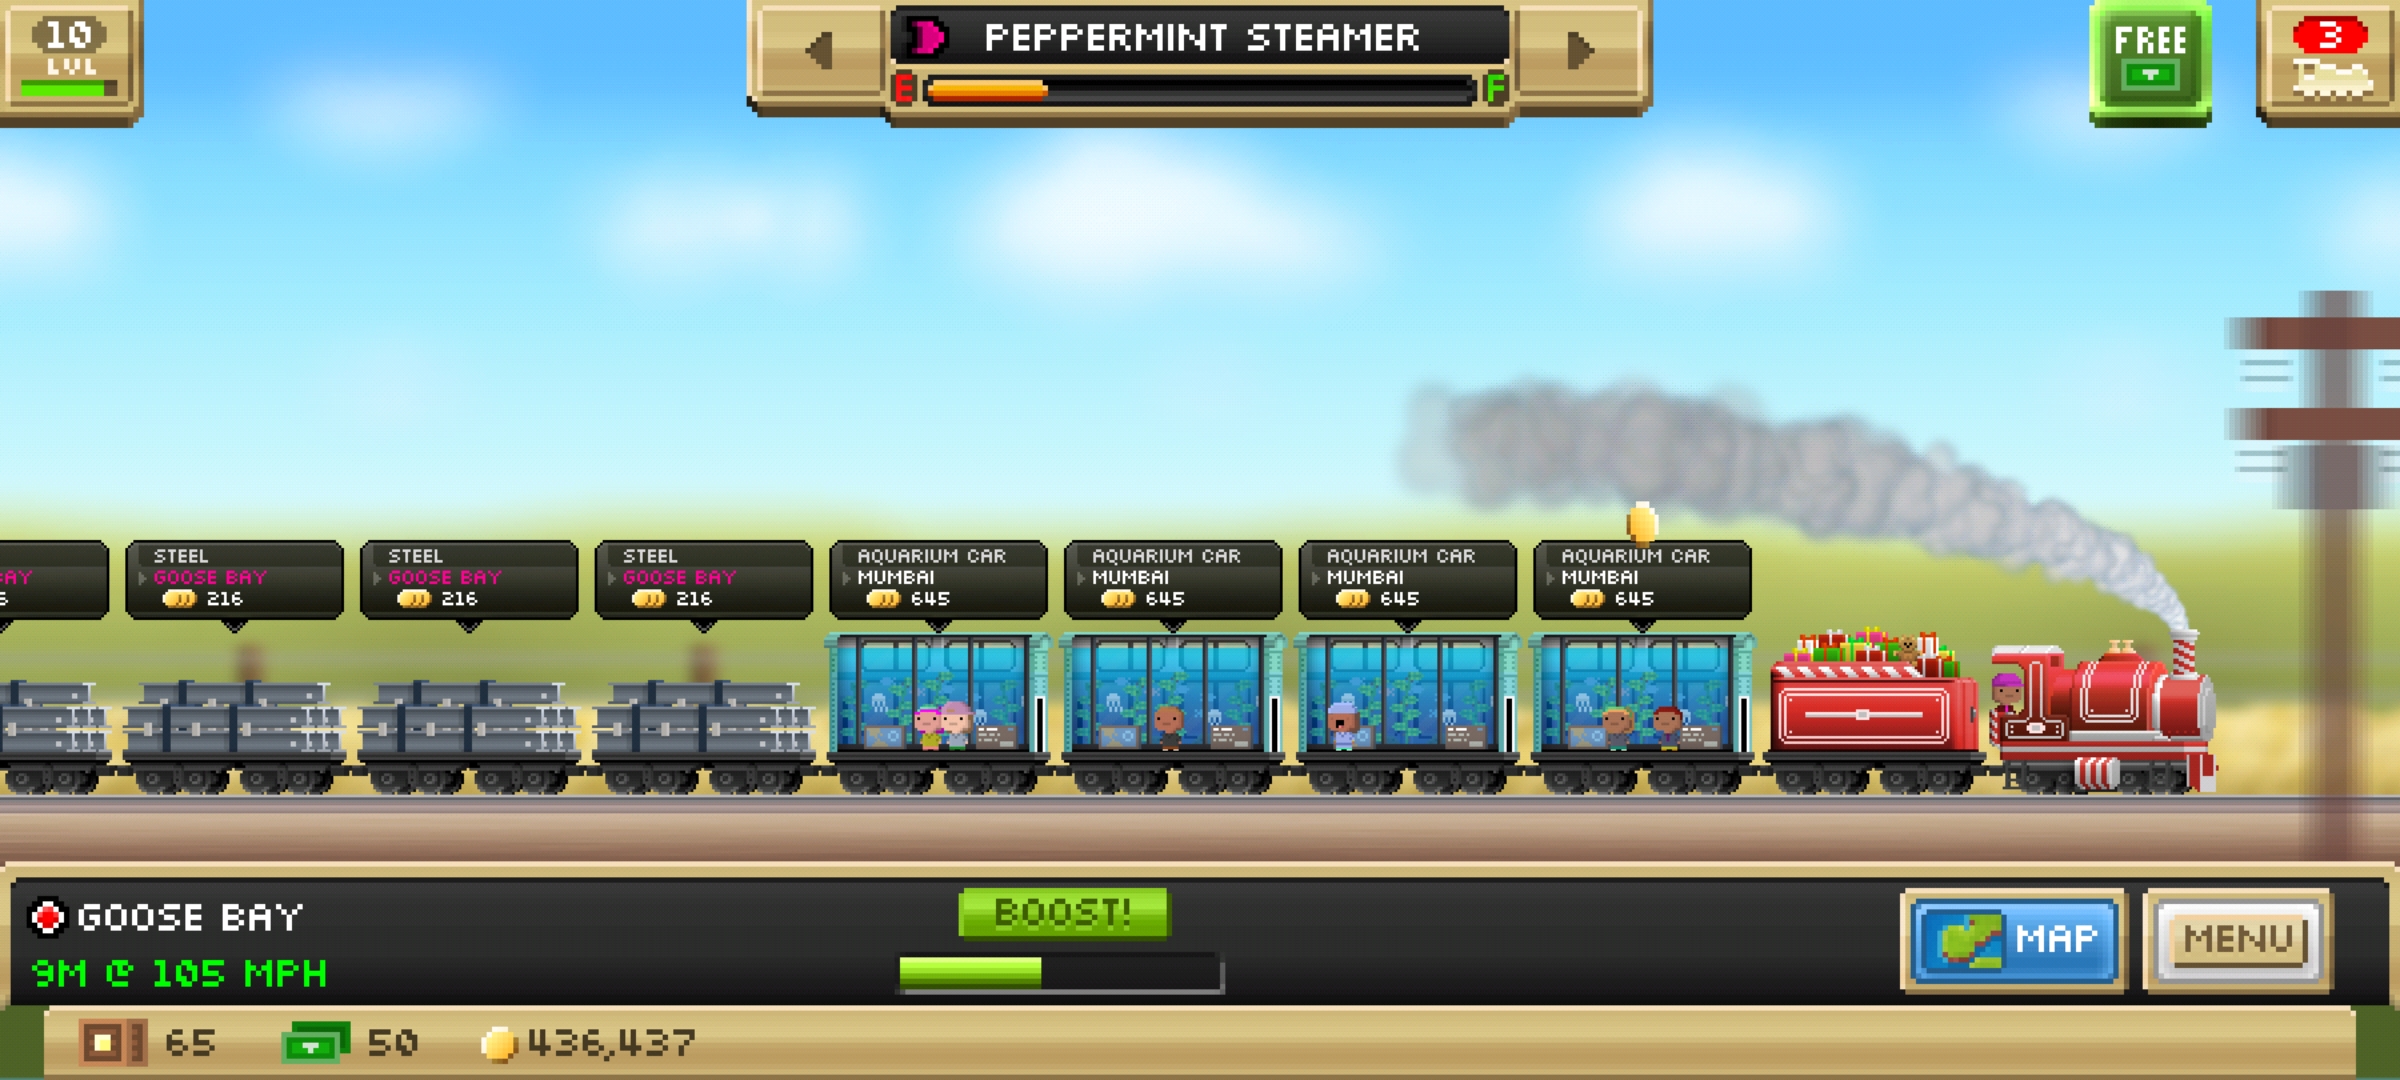 10
LVL
PEPPERMINT STEAMER
E
F
FREE
3
AY
STEEL
GOOSE BAY
216
STEEL
GOOSE BAY
216
STEEL
GOOSE BAY
216
AQUARIUM CAR
MUMBAI
645
AQUARIUM CAR
MUMBAI
645
AQUARIUM CAR
MUMBAI
645
AQUARIUM CAR
MUMBAI
645
GOOSE BAY
9M @ 105 MPH
BOOST!
MAP
MENU
65
50
436,437